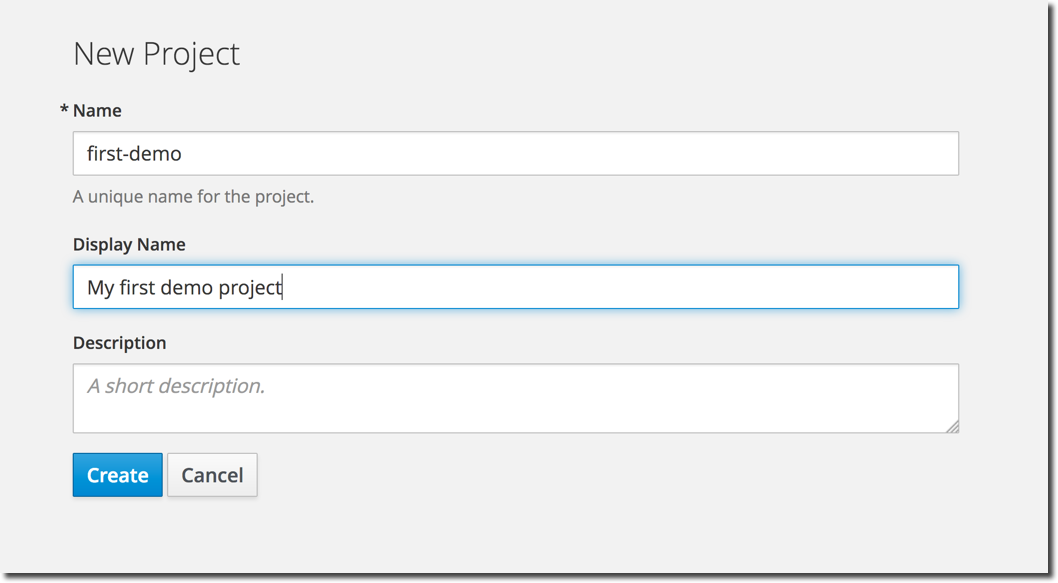 New Project
* Name
first-demo
A unique name for the project.
Display Name
My first demo project
Description
A short description.
Create Cancel